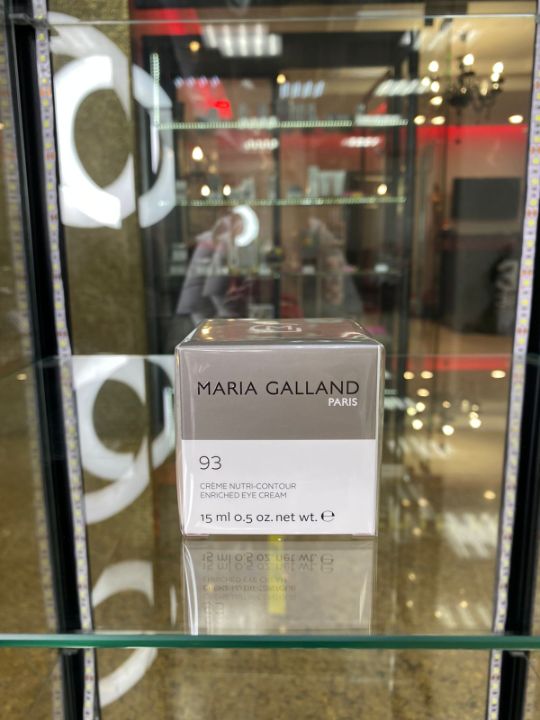 MARIA GALLAND
PARIS
93
CRÈME NUTRI-CONTOUR
ENRICHED EYE CREAM
15 ml 0.5 oz. net wt. ℮